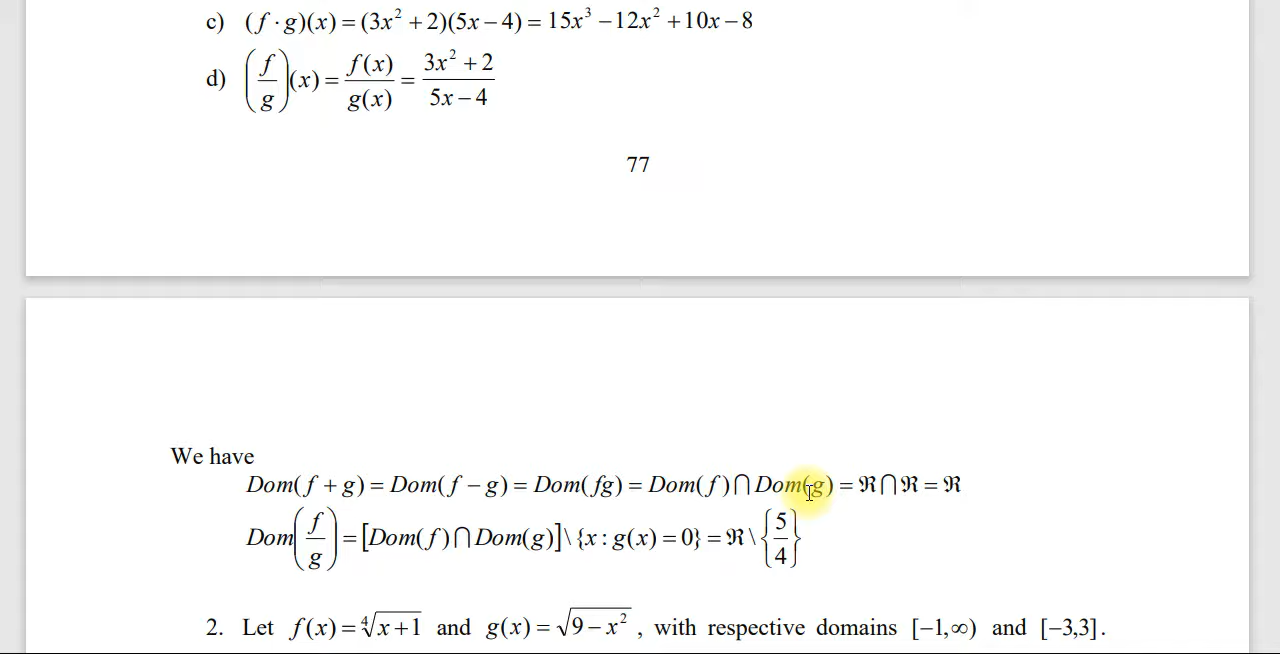 c) (f · g)(x) = (3x² + 2)(5x − 4) = 15x³ − 12x² + 10x − 8
d) (f/g)(x) = f(x)/g(x) = (3x² + 2)/(5x − 4)
77
We have
Dom(f + g) = Dom(f − g) = Dom(fg) = Dom(f) ⋂ Dom(g) = ℜ ⋂ ℜ = ℜ
Dom(f/g) = [Dom(f) ⋂ Dom(g)] \ {x : g(x) = 0} = ℜ \ {5/4}
2. Let f(x) = ∜(x+1) and g(x) = √(9 − x²) , with respective domains [−1,∞) and [−3,3].